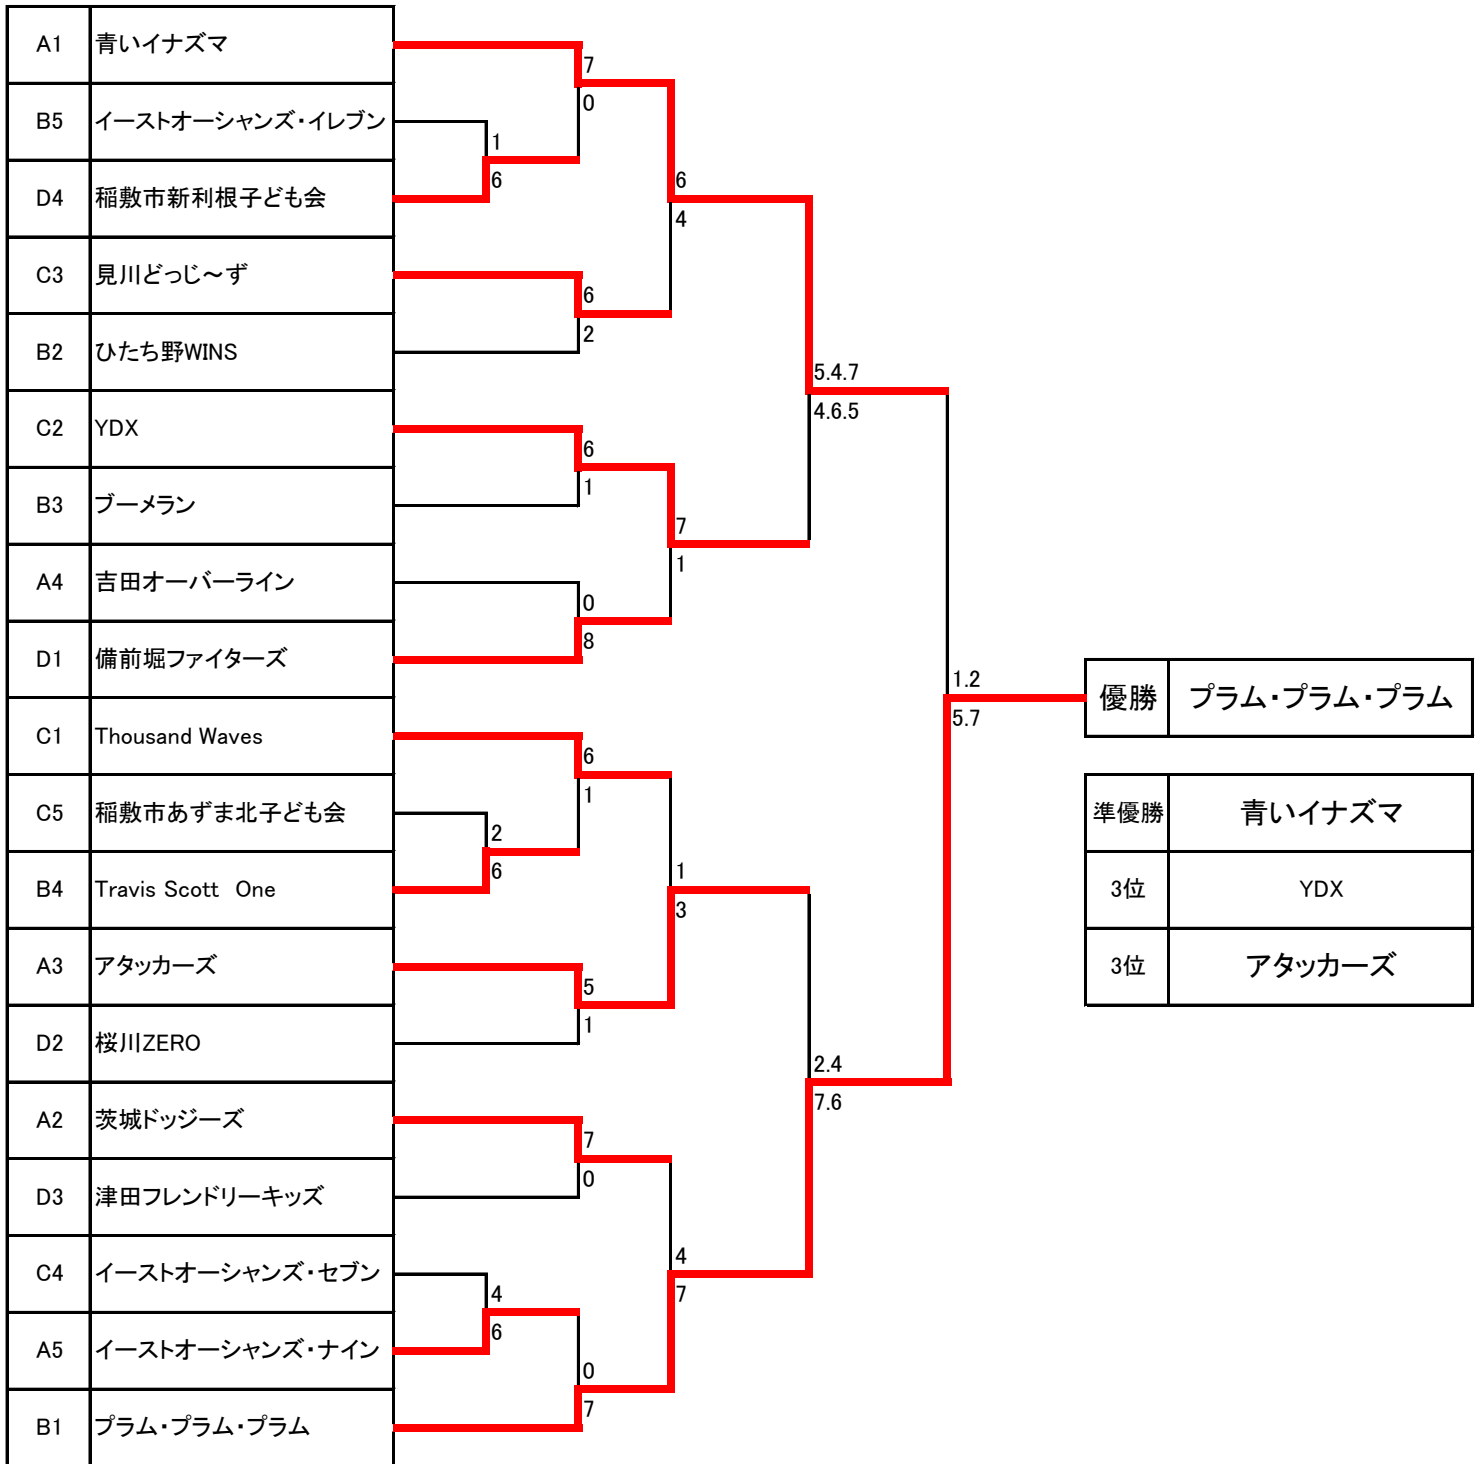 A1 青いイナズマ
7
0
B5 イーストオーシャンズ・イレブン
1
6
D4 稲敷市新利根子ども会
6
4
C3 見川どっじ～ず
6
2
B2 ひたち野WINS
5.4.7
4.6.5
C2 YDX
6
1
B3 ブーメラン
7
1
A4 吉田オーバーライン
0
8
D1 備前堀ファイターズ
1.2
5.7
優勝 プラム・プラム・プラム
C1 Thousand Waves
6
1
準優勝 青いイナズマ
C5 稲敷市あずま北子ども会
2
6
B4 Travis Scott One
1
3
3位 YDX
A3 アタッカーズ
5
1
3位 アタッカーズ
D2 桜川ZERO
2.4
7.6
A2 茨城ドッジーズ
7
0
D3 津田フレンドリーキッズ
4
7
C4 イーストオーシャンズ・セブン
4
6
A5 イーストオーシャンズ・ナイン
0
7
B1 プラム・プラム・プラム